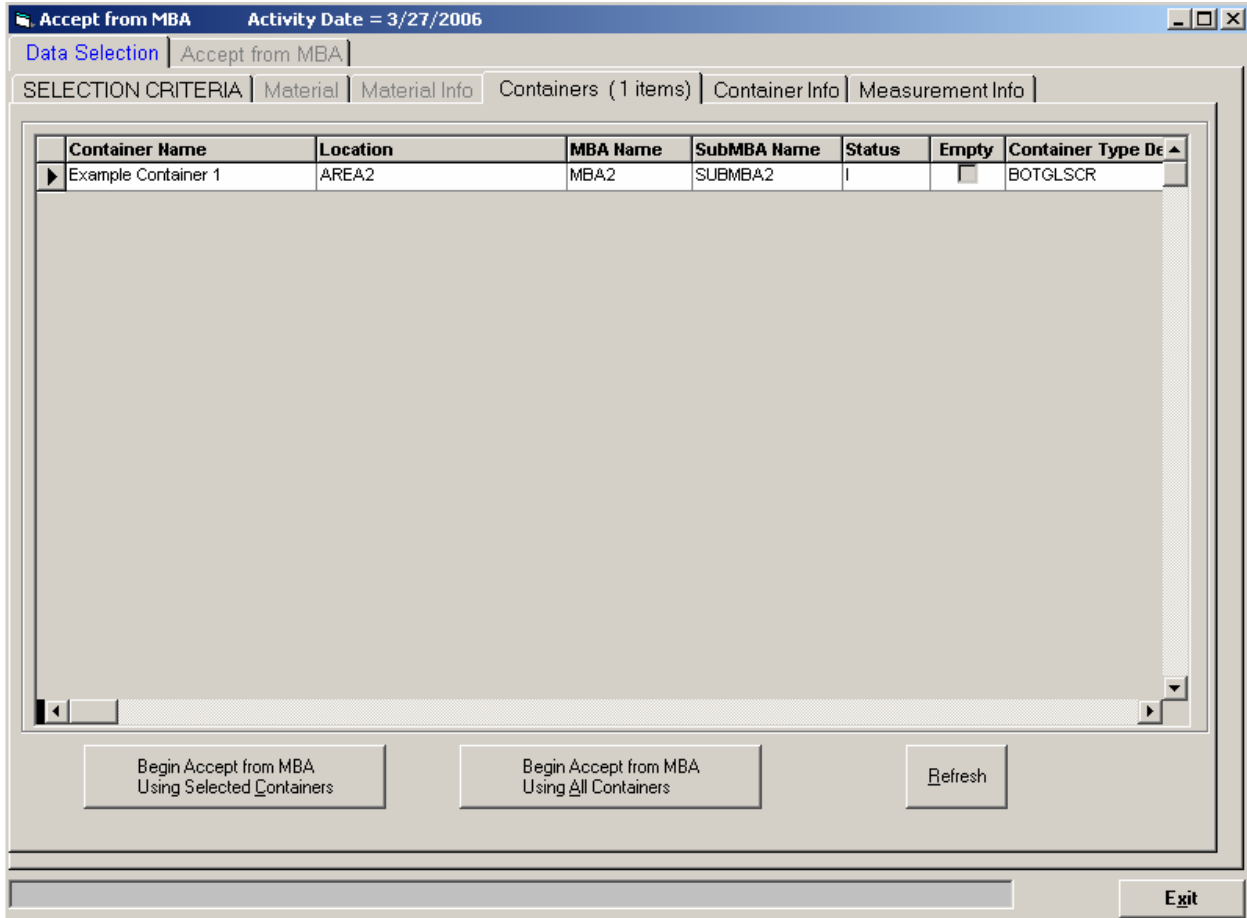 Accept from MBA Activity Date = 3/27/2006
Data Selection Accept from MBA
SELECTION CRITERIA Material Material Info Containers (1 items) Container Info Measurement Info
Container Name Location MBA Name SubMBA Name Status Empty Container Type De
Example Container 1 AREA2 MBA2 SUBMBA2 I BOTGLSCR
Begin Accept from MBA
Using Selected Containers
Begin Accept from MBA
Using All Containers
Refresh
Exit